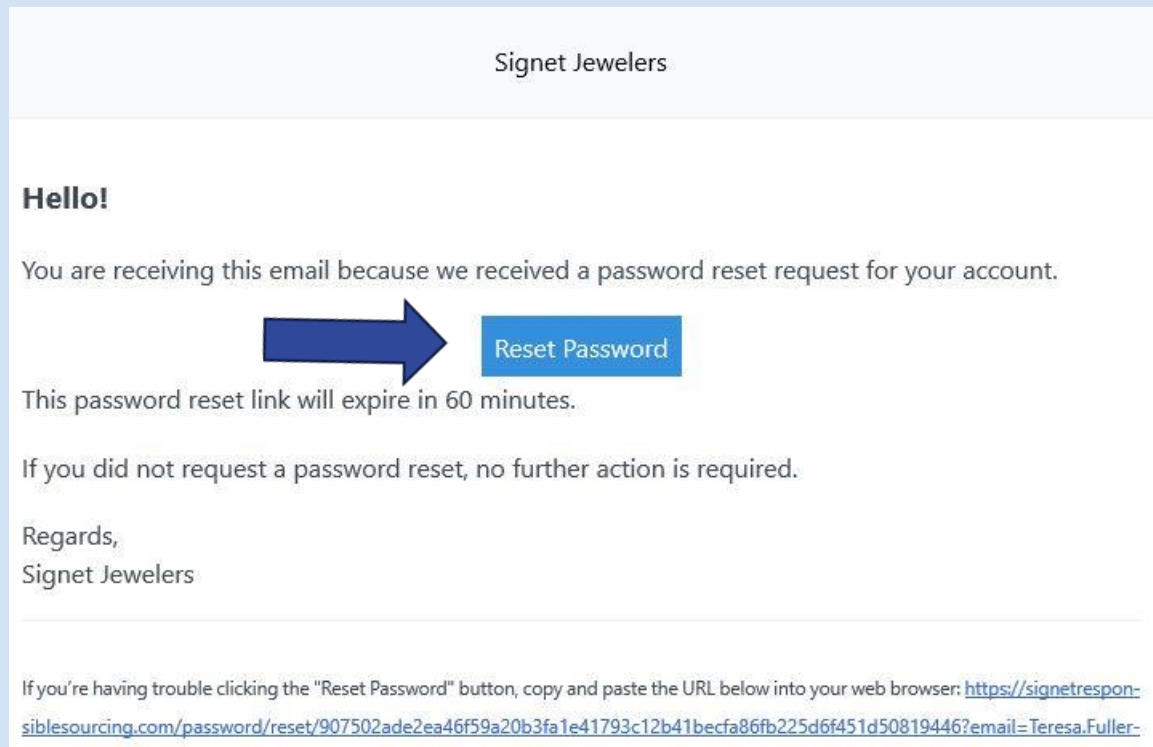 Signet Jewelers
Hello!
You are receiving this email because we received a password reset request for your account.
Reset Password
This password reset link will expire in 60 minutes.
If you did not request a password reset, no further action is required.
Regards,
Signet Jewelers
If you're having trouble clicking the "Reset Password" button, copy and paste the URL below into your web browser: https://signetrespon-
siblesourcing.com/password/reset/907502ade2ea46f59a20b3fa1e41793c12b41becfa86fb225d6f451d50819446?email=Teresa.Fuller-